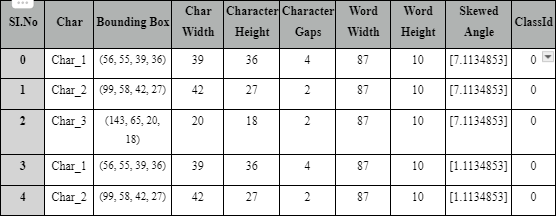 SI.No Char Bounding Box Char Width Character Height Character Gaps Word Width Word Height Skewed Angle ClassId
0 Char_1 (56, 55, 39, 36) 39 36 4 87 10 [7.1134853] 0
1 Char_2 (99, 58, 42, 27) 42 27 2 87 10 [7.1134853] 0
2 Char_3 (143, 65, 20, 18) 20 18 2 87 10 [7.1134853] 0
3 Char_1 (56, 55, 39, 36) 39 36 4 87 10 [1.1134853] 0
4 Char_2 (99, 58, 42, 27) 42 27 2 87 10 [1.1134853] 0